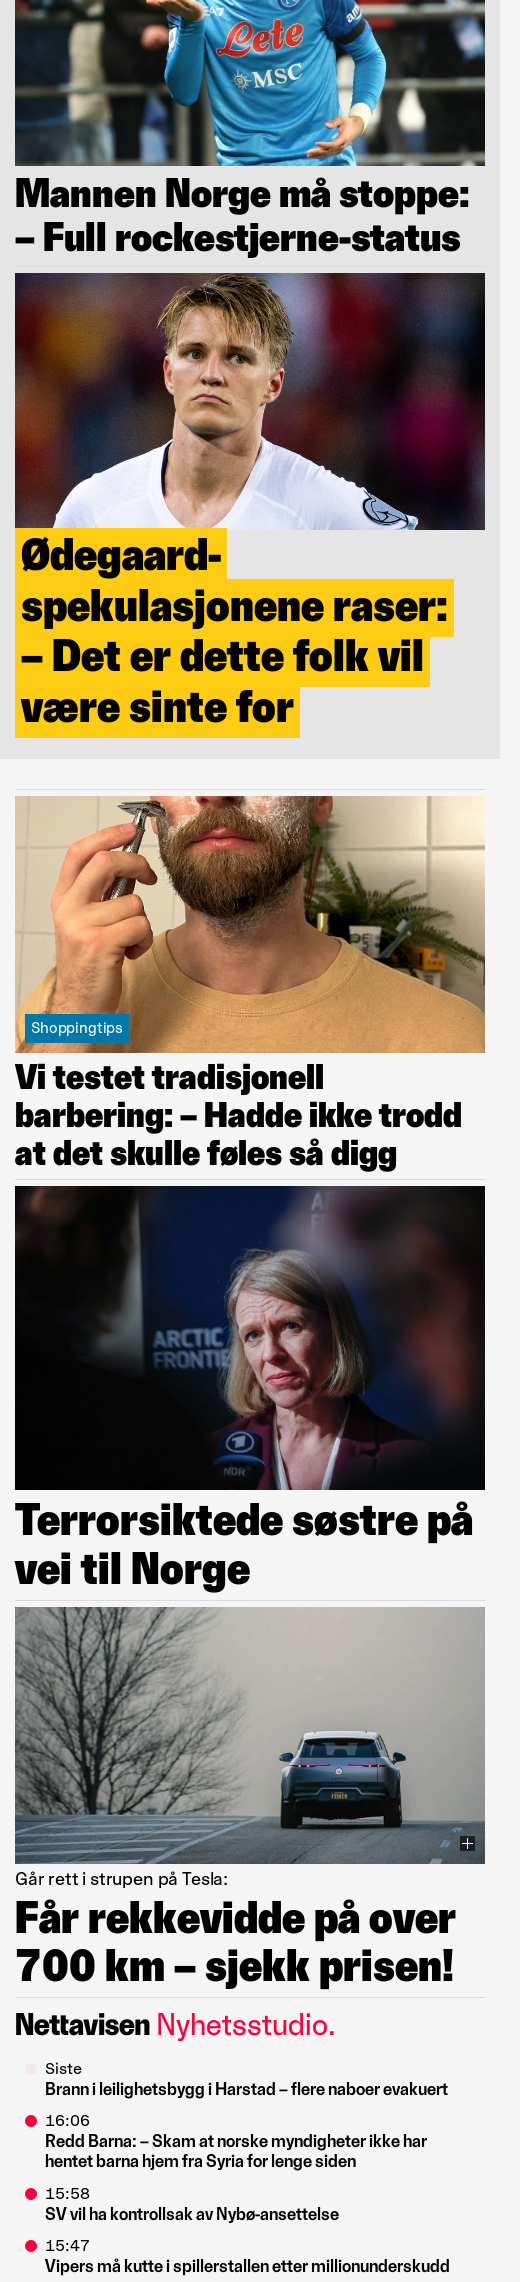 Lete
MSC
Mannen Norge må stoppe:
– Full rockestjerne-status
Ødegaard-
spekulasjonene raser:
– Det er dette folk vil
være sinte for
Shoppingtips
Vi testet tradisjonell
barbering: – Hadde ikke trodd
at det skulle føles så digg
ARCTIC
FRONTIE
NDR
Terrorsiktede søstre på
vei til Norge
FISKER
Går rett i strupen på Tesla:
Får rekkevidde på over
700 km – sjekk prisen!
Nettavisen Nyhetsstudio.
Siste
Brann i leilighetsbygg i Harstad – flere naboer evakuert
16:06
Redd Barna: – Skam at norske myndigheter ikke har
hentet barna hjem fra Syria for lenge siden
15:58
SV vil ha kontrollsak av Nybø-ansettelse
15:47
Vipers må kutte i spillerstallen etter millionunderskudd